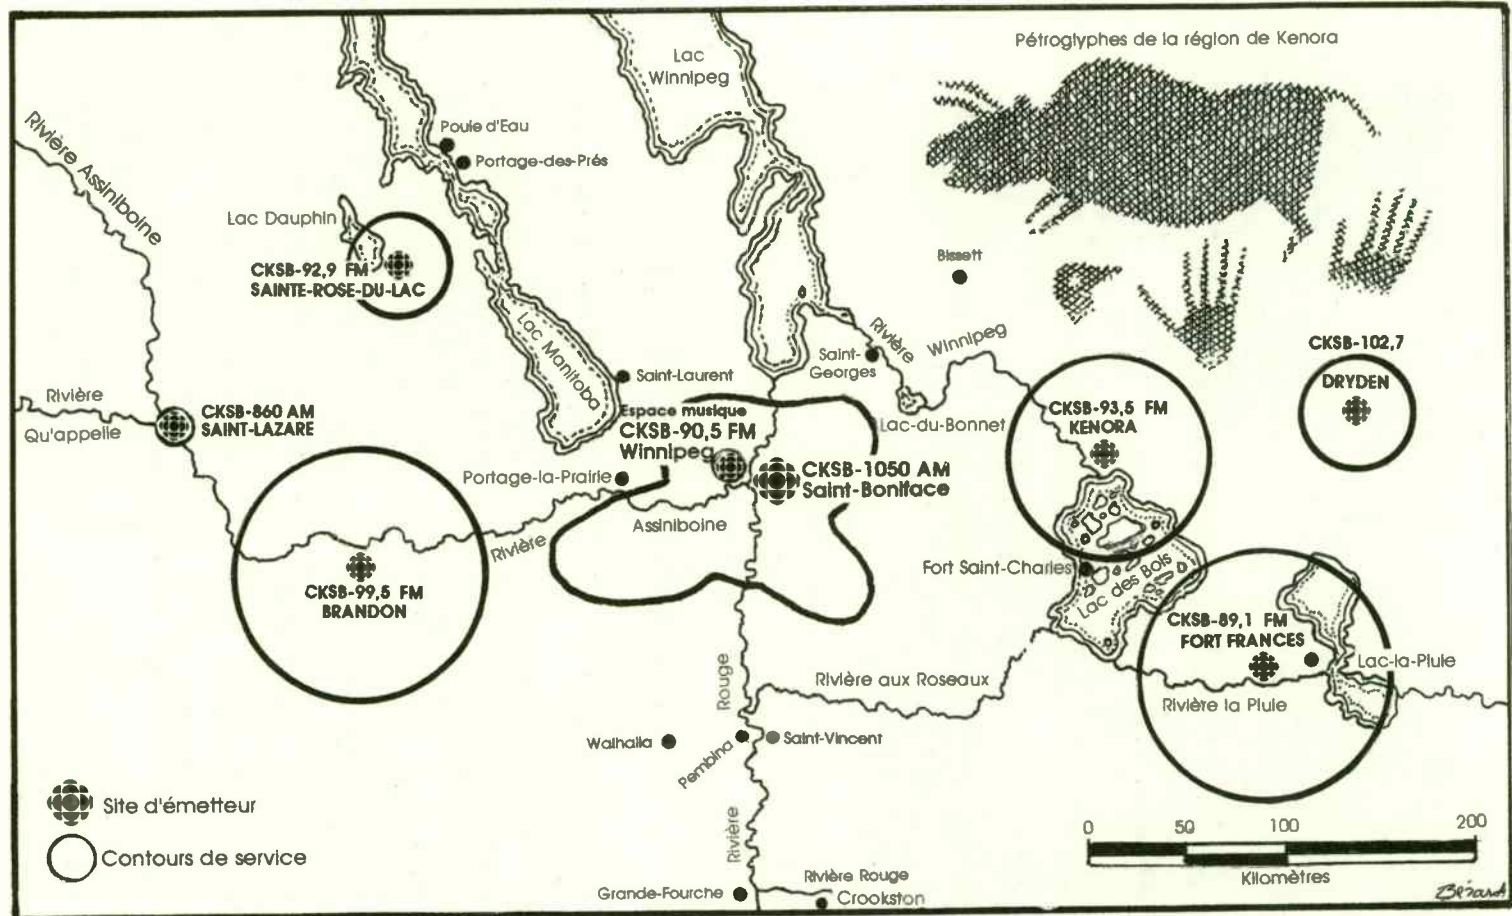 Pétroglyphes de la région de Kenora
Lac
Winnipeg
Rivière Assiniboine
Poule d'Eau
Portage-des-Prés
Lac Dauphin
CKSB-92,9 FM
SAINTE-ROSE-DU-LAC
Bissett
Lac Manitoba
Rivière
Winnipeg
Saint-
Georges
Saint-Laurent
CKSB-102,7
DRYDEN
Rivière
Qu'appelle
CKSB-860 AM
SAINT-LAZARE
Espace musique
CKSB-90,5 FM
Winnipeg
Lac-du-Bonnet
CKSB-93,5 FM
KENORA
Portage-la-Prairie
CKSB-1050 AM
Saint-Boniface
Rivière
Assiniboine
Fort Saint-Charles
Lac des Bois
CKSB-99,5 FM
BRANDON
CKSB-89,1 FM
FORT FRANCES
Lac-la-Pluie
Rivière la Pluie
Rivière aux Roseaux
Rouge
Walhalla
Pembina
Saint-Vincent
Rivière
Site d'émetteur
Contours de service
0 50 100 200
Kilomètres
Rivière Rouge
Grande-Fourche
Crookston
Bérard